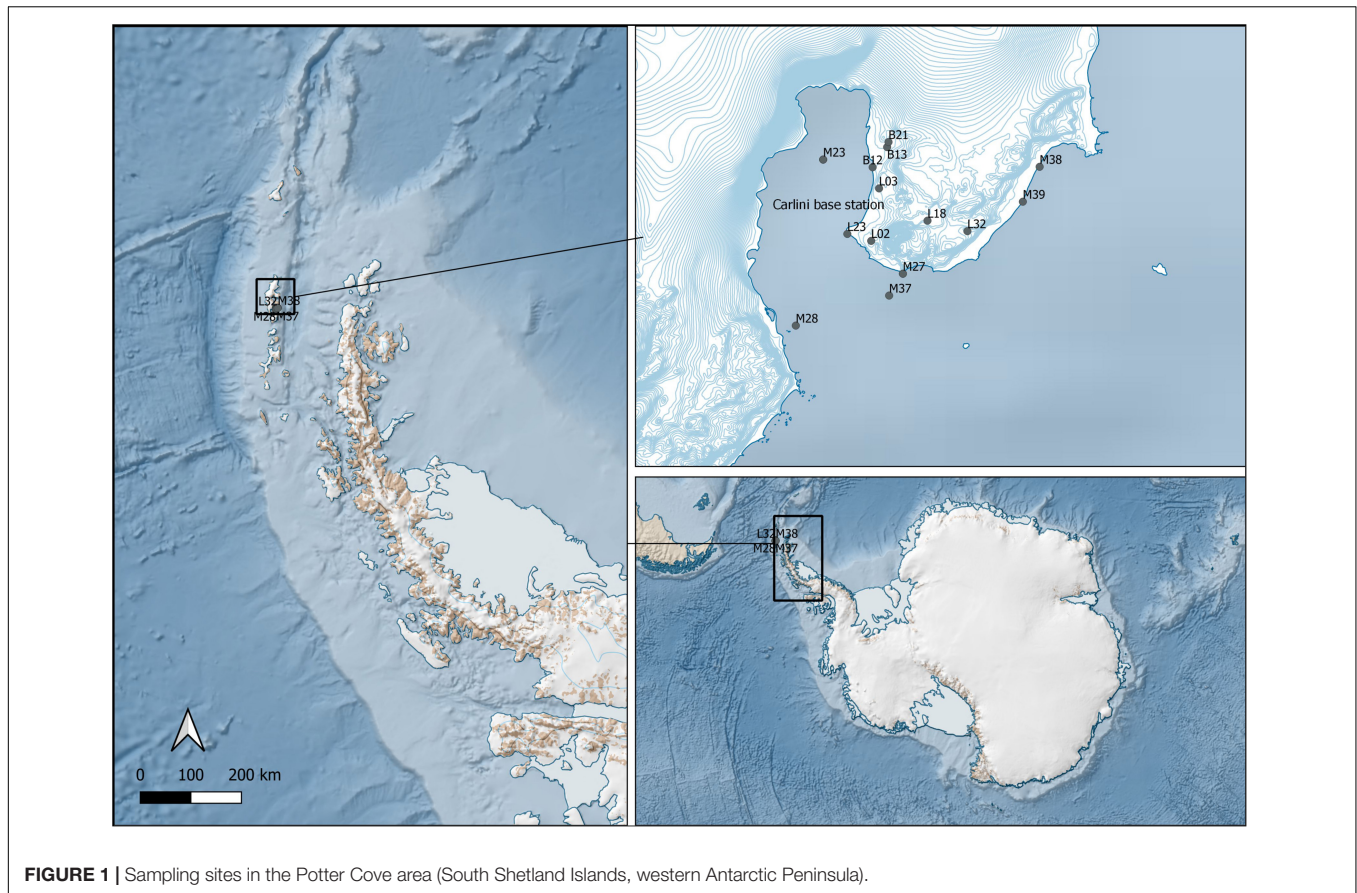 L32M38
M28M37
0 100 200 km
B21
B13
M23
B12
L03
M38
Carlini base station
M39
L18
L32
L23
L02
M27
M37
M28
L32M38
M28M37
FIGURE 1 | Sampling sites in the Potter Cove area (South Shetland Islands, western Antarctic Peninsula).